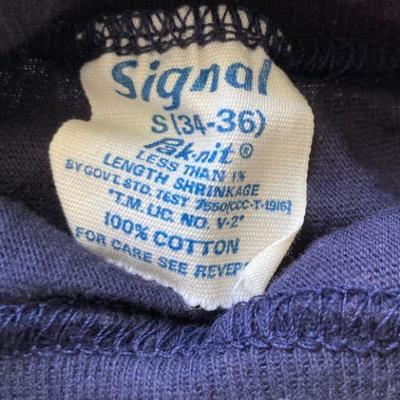 Signal
S (34-36)
Pak-nit ®
LESS THAN 1%
LENGTH SHRINKAGE
BY GOVT. STD. TEST 7550/CCC-T-191b)
"T.M. LIC. NO. V-2"
100% COTTON
FOR CARE SEE